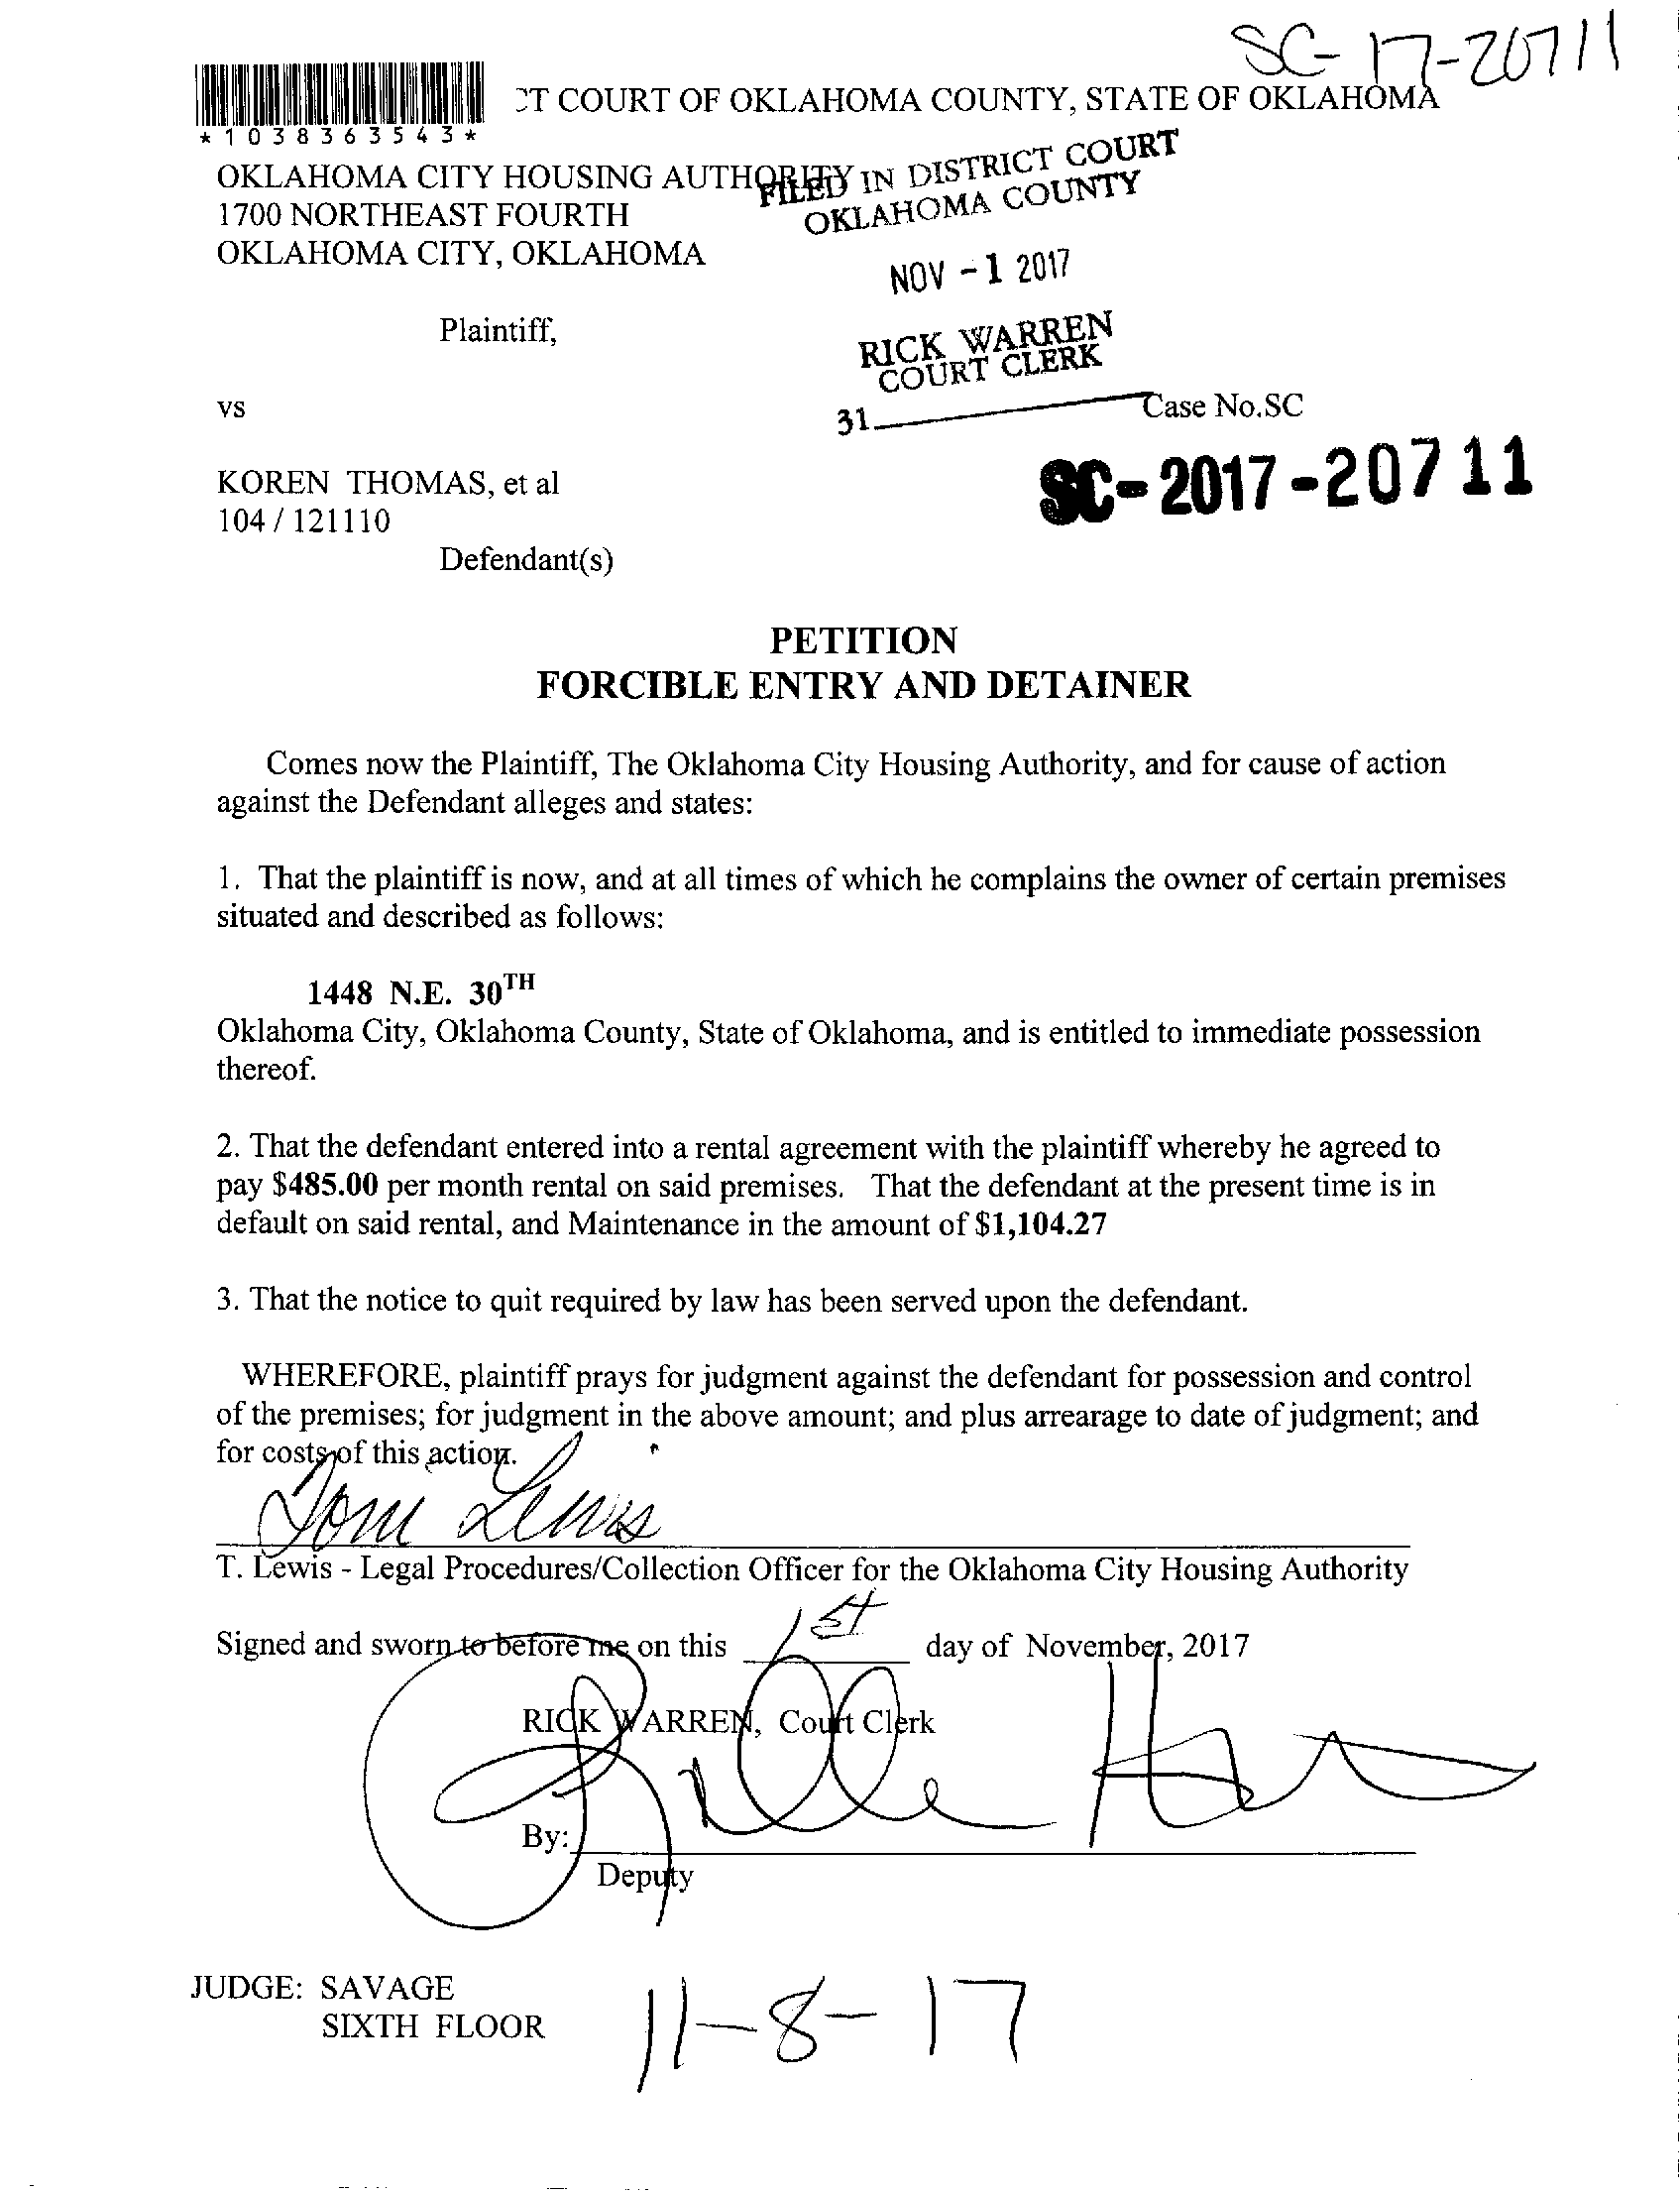 SC-17-20711
CT COURT OF OKLAHOMA COUNTY, STATE OF OKLAHOMA
*1038363543*
OKLAHOMA CITY HOUSING AUTHORITY
1700 NORTHEAST FOURTH
OKLAHOMA CITY, OKLAHOMA
FILED IN DISTRICT COURT
OKLAHOMA COUNTY
NOV -1 2017
Plaintiff,
RICK WARREN
COURT CLERK
31
vs
Case No.SC
SC-2017-20711
KOREN THOMAS, et al
104 / 121110
Defendant(s)
PETITION
FORCIBLE ENTRY AND DETAINER
Comes now the Plaintiff, The Oklahoma City Housing Authority, and for cause of action
against the Defendant alleges and states:
1. That the plaintiff is now, and at all times of which he complains the owner of certain premises
situated and described as follows:
1448 N.E. 30TH
Oklahoma City, Oklahoma County, State of Oklahoma, and is entitled to immediate possession
thereof.
2. That the defendant entered into a rental agreement with the plaintiff whereby he agreed to
pay $485.00 per month rental on said premises. That the defendant at the present time is in
default on said rental, and Maintenance in the amount of $1,104.27
3. That the notice to quit required by law has been served upon the defendant.
WHEREFORE, plaintiff prays for judgment against the defendant for possession and control
of the premises; for judgment in the above amount; and plus arrearage to date of judgment; and
for costs of this action.
Lewis
T. Lewis - Legal Procedures/Collection Officer for the Oklahoma City Housing Authority
Signed and sworn to before me on this 1st day of November, 2017
RICK WARREN, Court Clerk
By:
Deputy
JUDGE: SAVAGE
SIXTH FLOOR
11-8-17